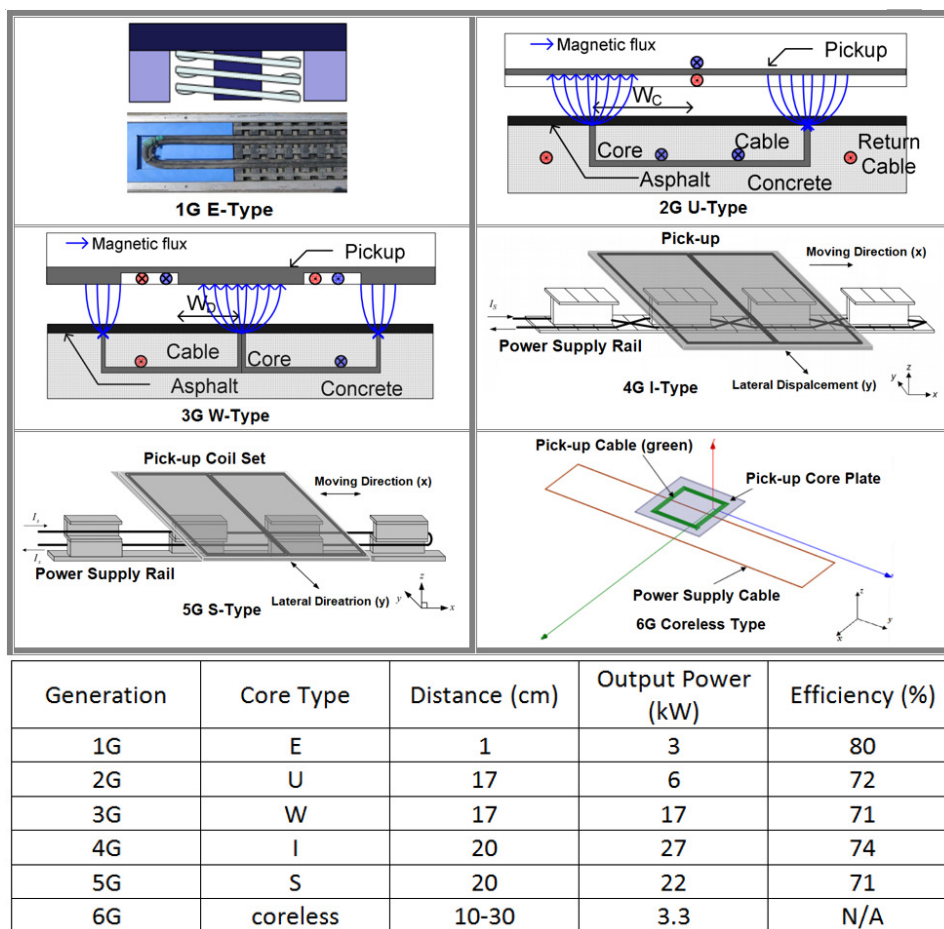 1G E-Type
Magnetic flux
Pickup
W_C
Core
Cable
Return
Cable
Asphalt
Concrete
2G U-Type
Magnetic flux
Pickup
W_D
Cable
Core
Asphalt
Concrete
3G W-Type
Pick-up
Moving Direction (x)
I_S
Power Supply Rail
4G I-Type
Lateral Dispalcement (y)
z
y
x
Pick-up Coil Set
Moving Direction (x)
I_s
I_s
Power Supply Rail
5G S-Type
Lateral Direatrion (y)
z
y
x
Pick-up Cable (green)
Pick-up Core Plate
Power Supply Cable
6G Coreless Type
z
y
x
Generation Core Type Distance (cm) Output Power (kW) Efficiency (%)
1G E 1 3 80
2G U 17 6 72
3G W 17 17 71
4G I 20 27 74
5G S 20 22 71
6G coreless 10-30 3.3 N/A